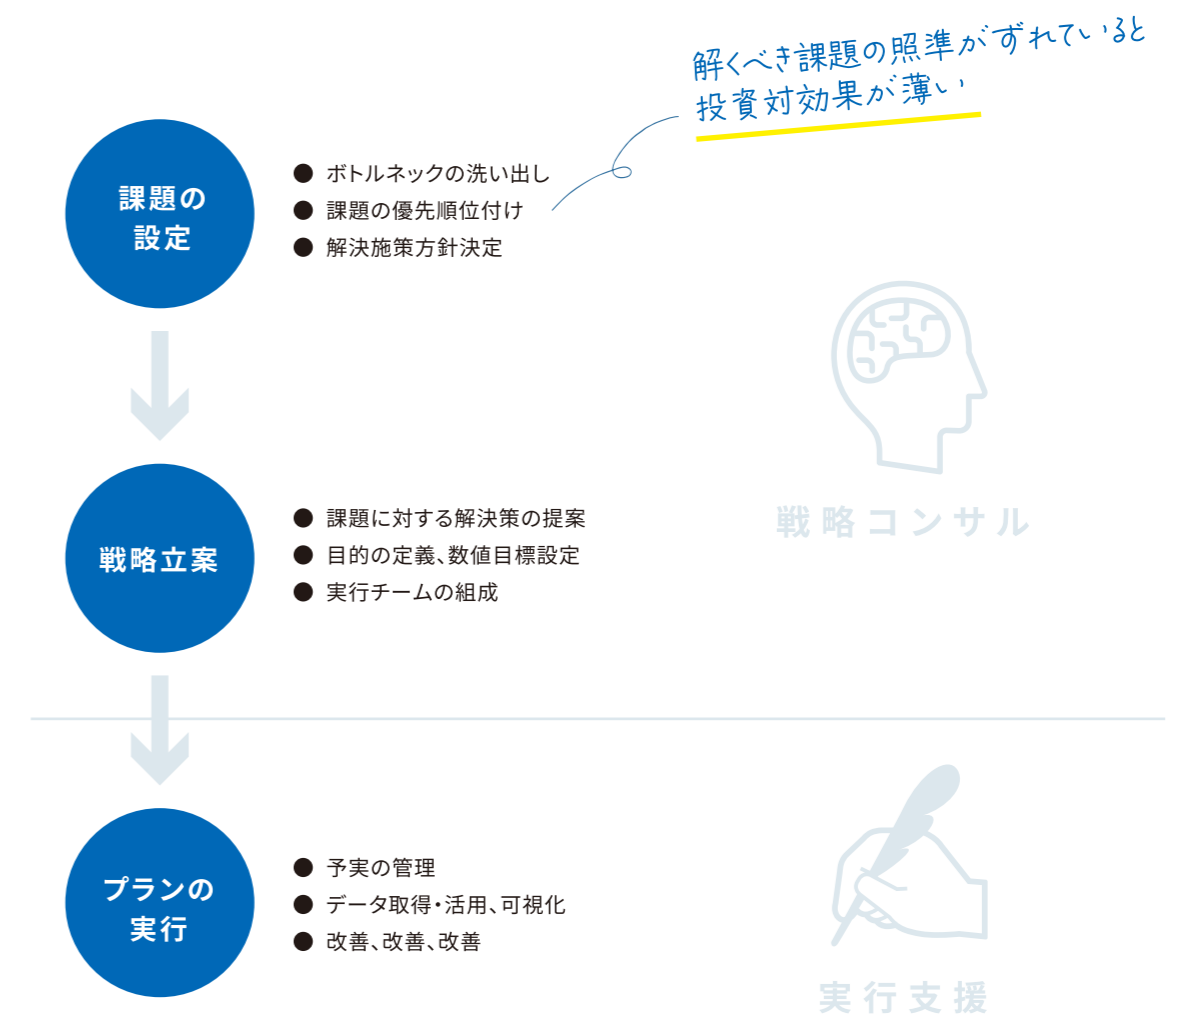 解くべき課題の照準がずれていると
投資対効果が薄い
課題の
設定
● ボトルネックの洗い出し
● 課題の優先順位付け
● 解決施策方針決定
戦略立案
● 課題に対する解決策の提案
● 目的の定義、数値目標設定
● 実行チームの組成
戦略コンサル
プランの
実行
● 予実の管理
● データ取得・活用、可視化
● 改善、改善、改善
実行支援